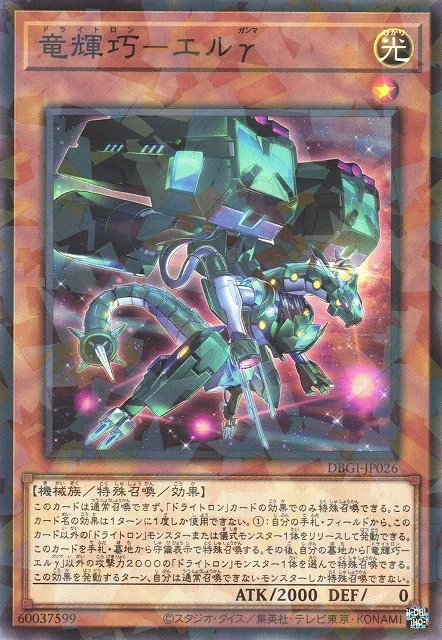 ドライトロン ガンマ
竜輝巧－エルγ
ひかり
光
DBGI-JP026
【機械族／特殊召喚／効果】
このカードは通常召喚できず、「ドライトロン」カードの効果でのみ特殊召喚できる。この
カード名の効果は１ターンに１度しか使用できない。①：自分の手札・フィールドから、この
カード以外の「ドライトロン」モンスターまたは儀式モンスター１体をリリースして発動できる。
このカードを手札・墓地から守備表示で特殊召喚する。その後、自分の墓地から「竜輝巧－
エルγ」以外の攻撃力２０００の「ドライトロン」モンスター１体を選んで特殊召喚できる。
この効果を発動するターン、自分は通常召喚できないモンスターしか特殊召喚できない。
ATK/2000 DEF/ 0
60037599
©スタジオ・ダイス／集英社・テレビ東京・KONAMI